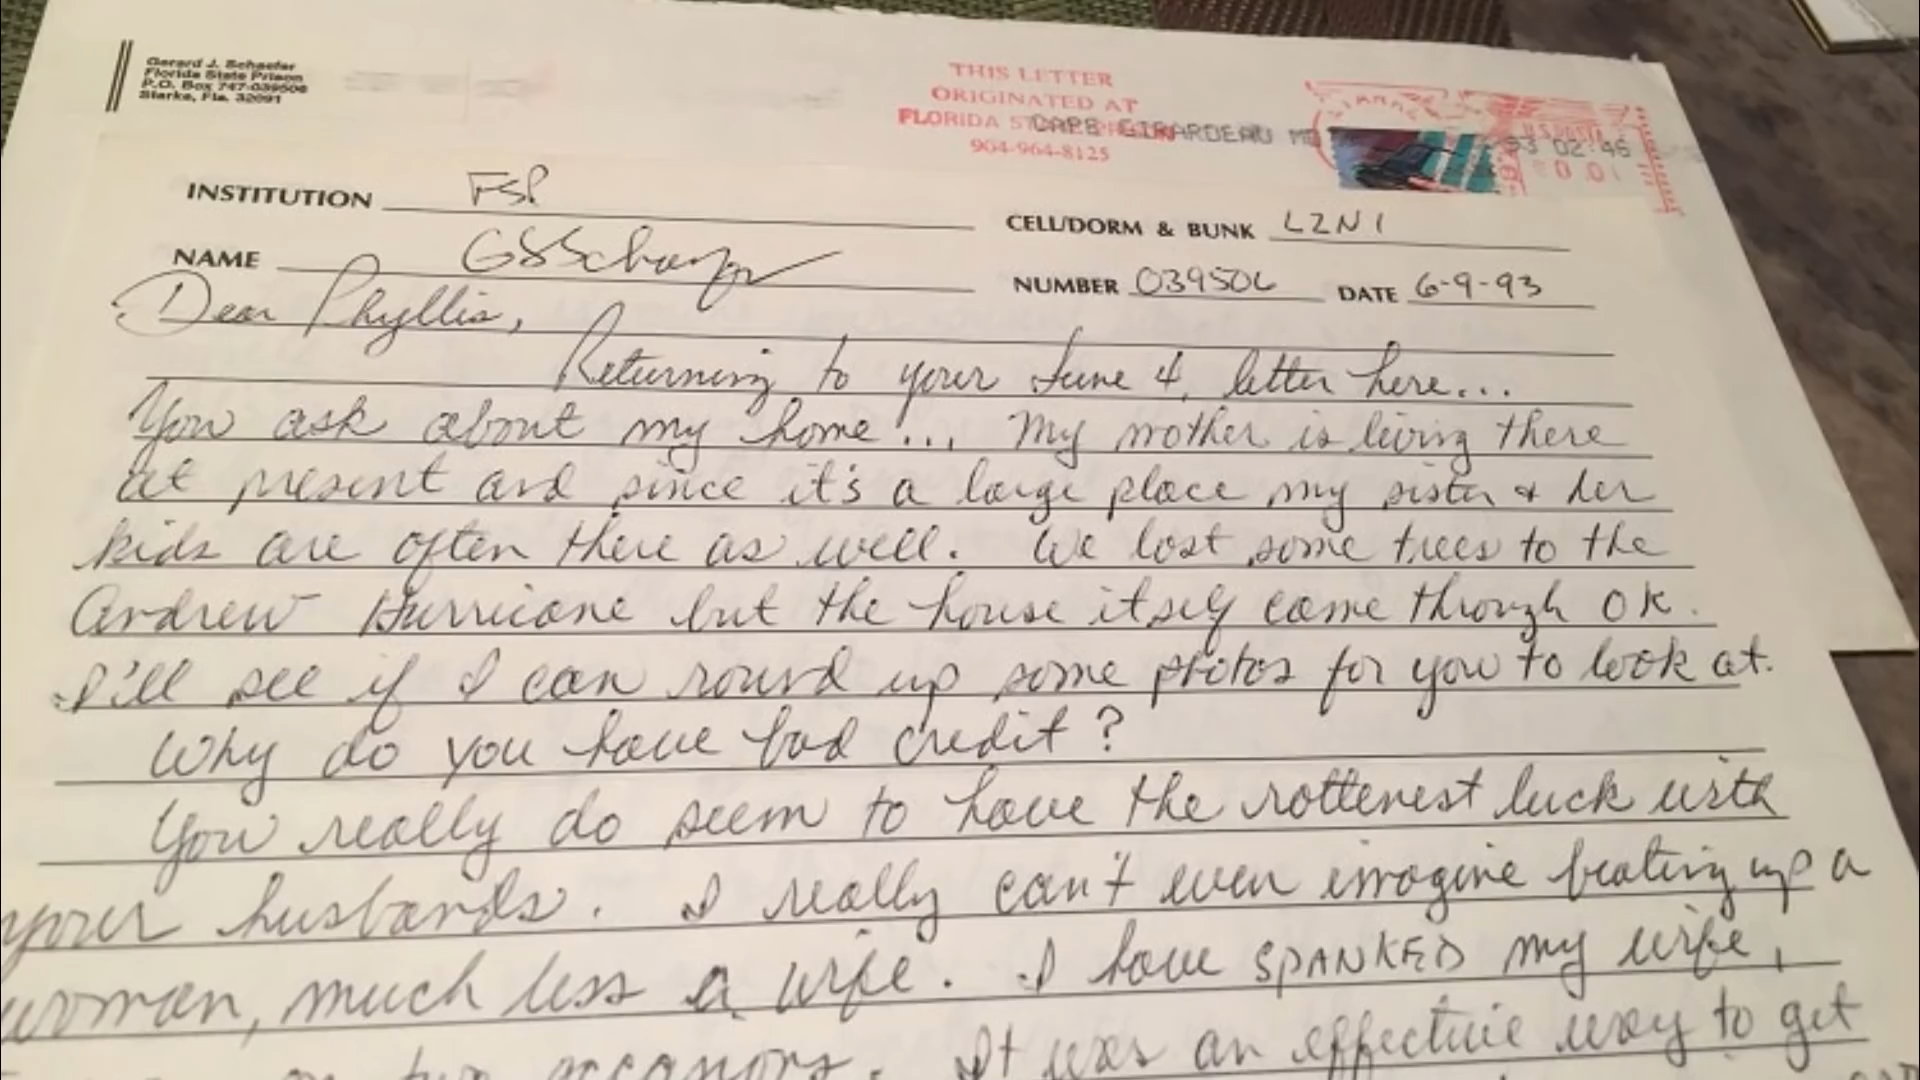 Gerard J. Schaefer
Florida State Prison
P.O. Box 747-039506
Starke, Fla. 32091
THIS LETTER
ORIGINATED AT
FLORIDA
904-964-8125
CAPE GIRARDEAU MO
93 02:46
INSTITUTION FSP
CELL/DORM & BUNK L2N1
NAME GJSchaefer
NUMBER 039506 DATE 6-9-93
Dear Phyllis,
Returning to your June 4, letter here...
You ask about my home... My mother is living there
at present and since it's a large place my sister & her
kids are often there as well. We lost some trees to the
Andrew Hurricane but the house itself came through OK.
I'll see if I can round up some photos for you to look at.
Why do you have bad credit?
You really do seem to have the rottenest luck with
your husbands. I really can't even imagine beating up a
woman, much less a wife. I have SPANKED my wife,
on two occasions. It was an effective way to get